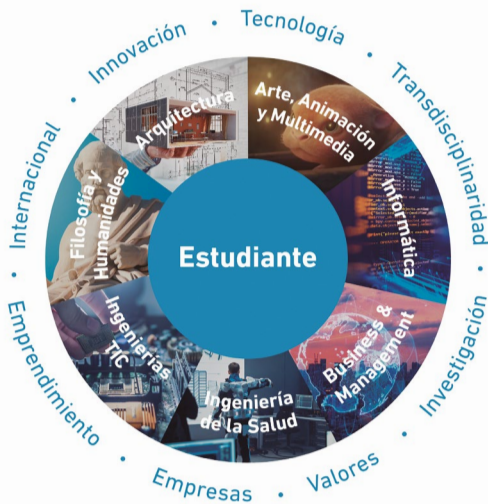 Tecnología
Transdisciplinaridad
Investigación
Valores
Empresas
Emprendimiento
Internacional
Innovación
Arquitectura
Arte, Animación
y Multimedia
Informática
Business &
Management
Ingeniería
de la Salud
Ingenierías
TIC
Filosofía y
Humanidades
Estudiante